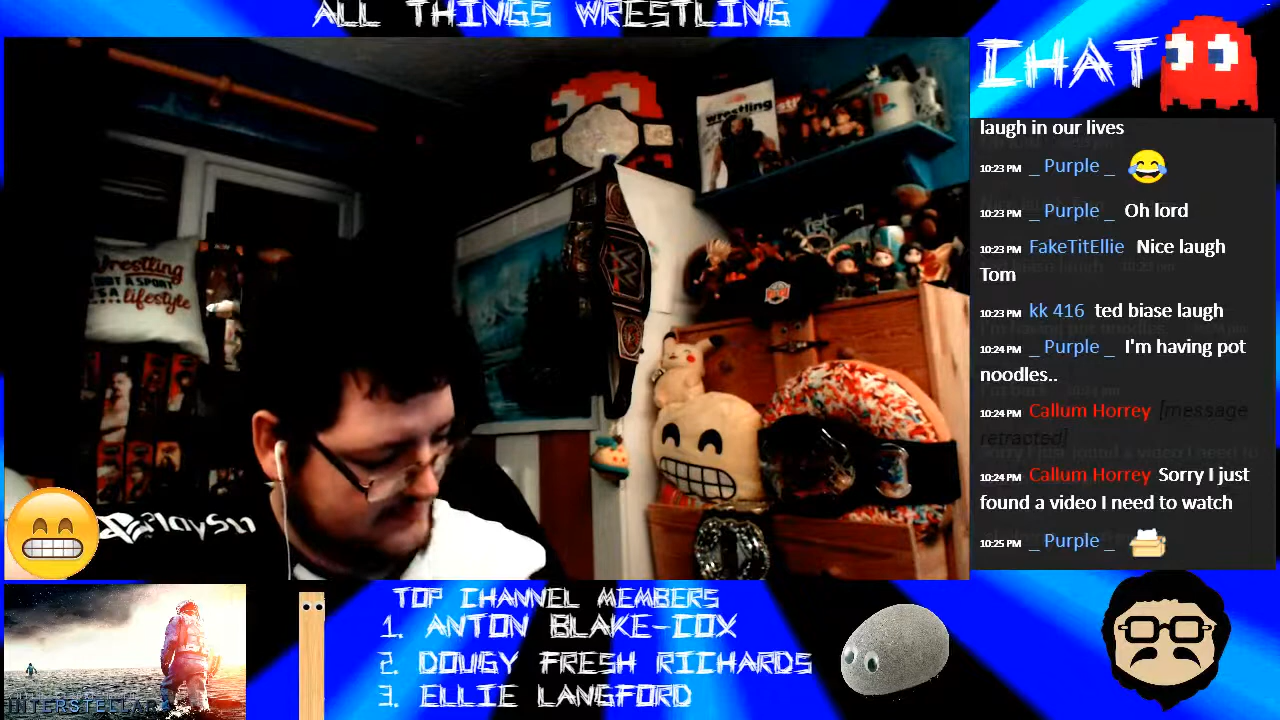 ALL THINGS WRESTLING
CHAT
wrestling
Wrestling
NOT A SPORT
IS A lifestyle
PlaySta
laugh in our lives
10:23 PM _ Purple _ 😂
10:23 PM _ Purple _ Oh lord
10:23 PM FakeTitEllie Nice laugh
Tom
10:23 PM kk 416 ted biase laugh
10:24 PM _ Purple _ I'm having pot
noodles..
10:24 PM Callum Horrey [message
retracted]
10:24 PM Callum Horrey Sorry I just
found a video I need to watch
10:25 PM _ Purple _
INTERSTELLAR
TOP CHANNEL MEMBERS
1. ANTON BLAKE-COX
2. DOUGY FRESH RICHARDS
3. ELLIE LANGFORD